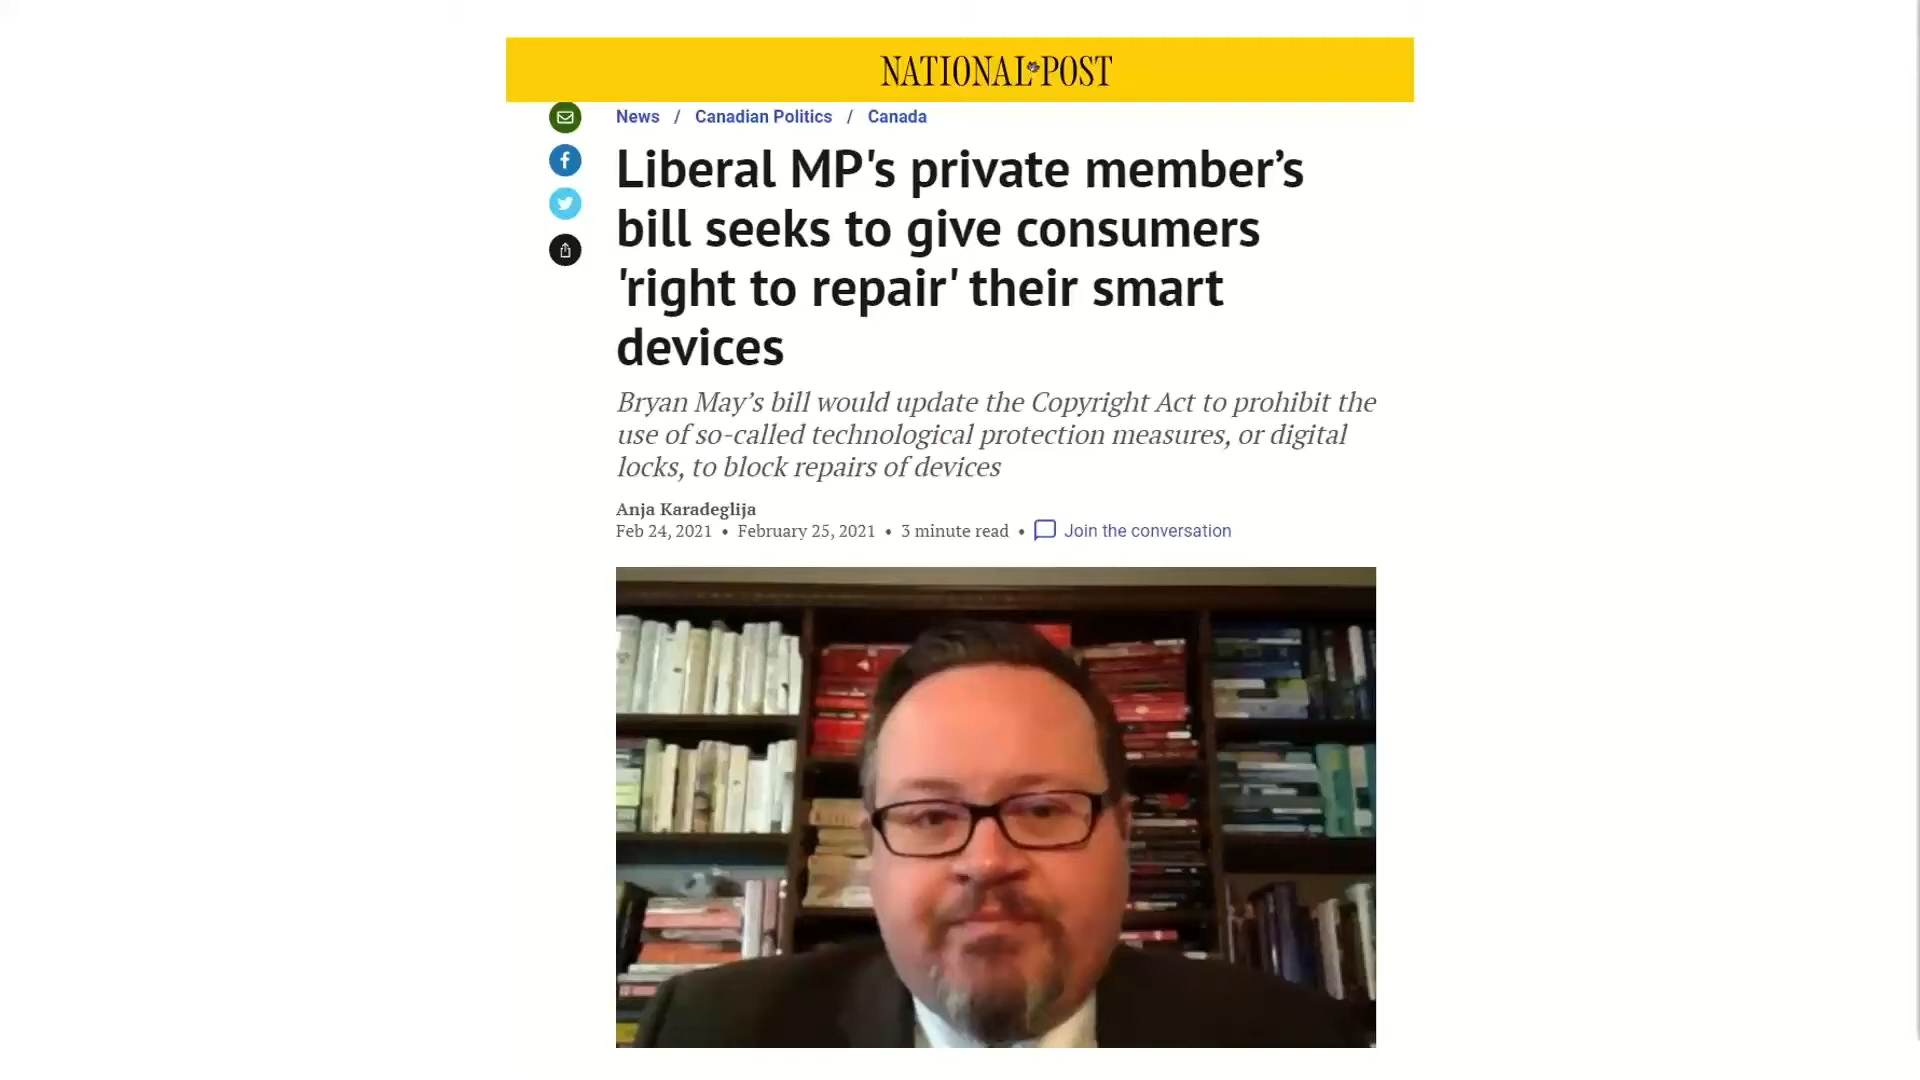 NATIONAL POST
News / Canadian Politics / Canada
Liberal MP's private member’s
bill seeks to give consumers
'right to repair' their smart
devices
Bryan May’s bill would update the Copyright Act to prohibit the
use of so-called technological protection measures, or digital
locks, to block repairs of devices
Anja Karadeglija
Feb 24, 2021 • February 25, 2021 • 3 minute read • Join the conversation